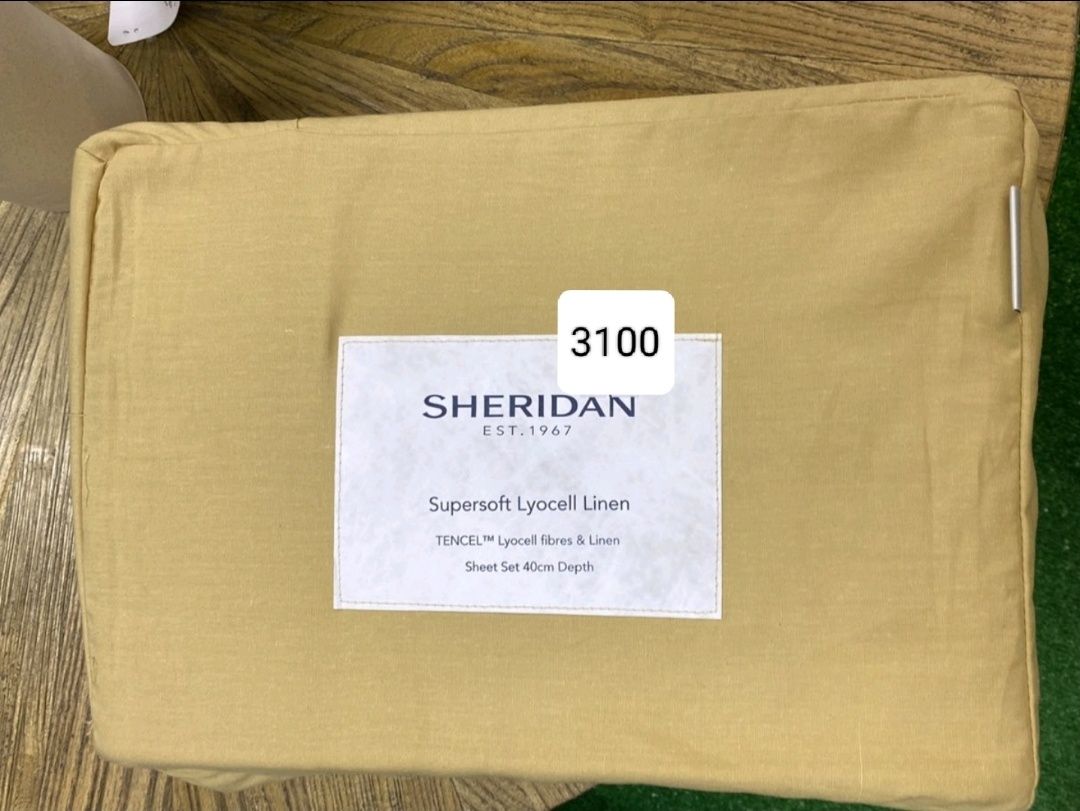 3100
SHERIDAN
EST. 1967
Supersoft Lyocell Linen
TENCEL™ Lyocell fibres & Linen
Sheet Set 40cm Depth